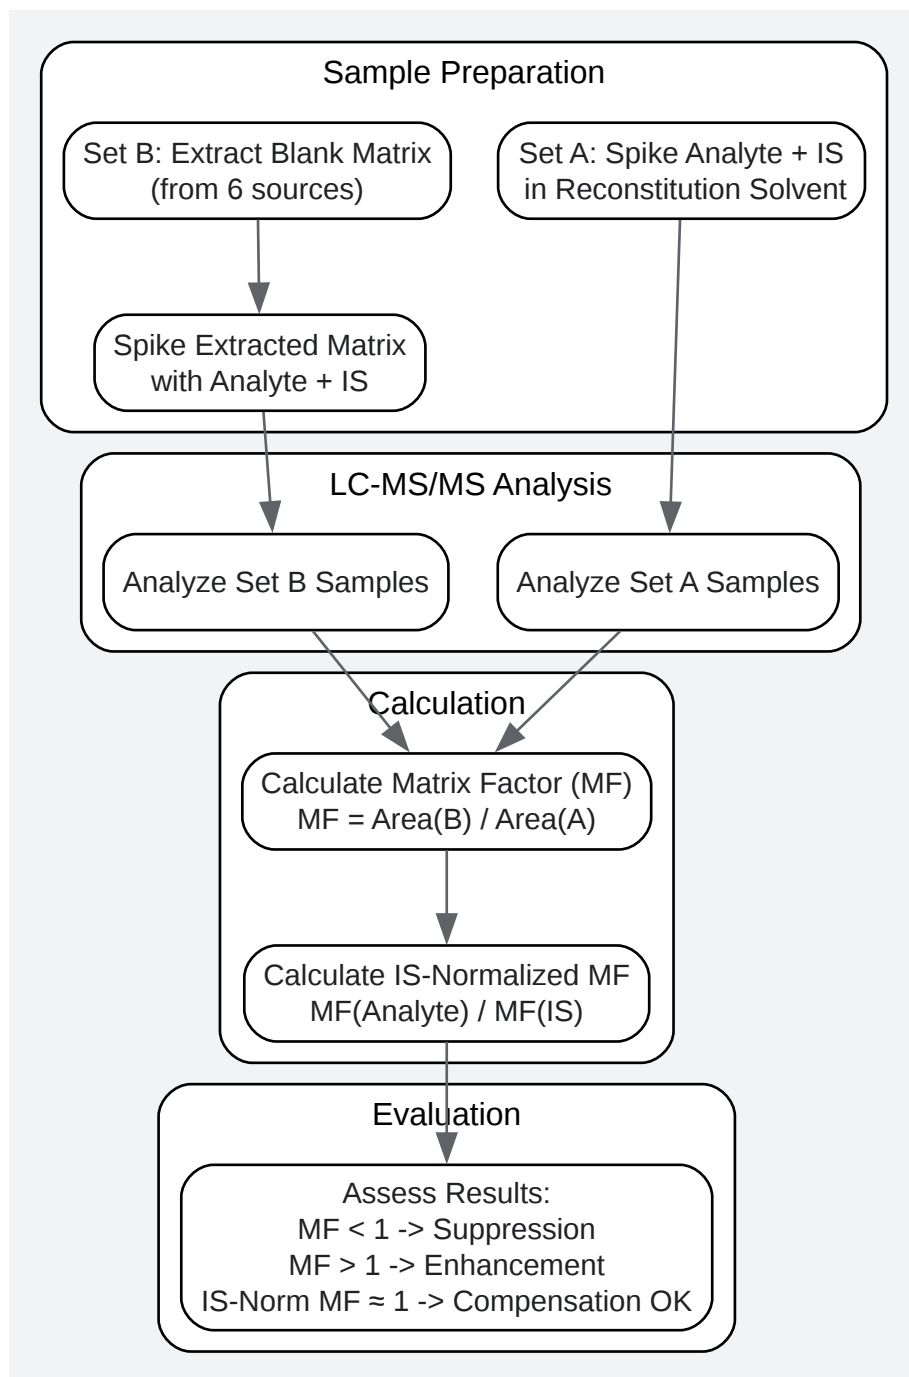 Sample Preparation
Set B: Extract Blank Matrix
(from 6 sources)
Set A: Spike Analyte + IS
in Reconstitution Solvent
Spike Extracted Matrix
with Analyte + IS
LC-MS/MS Analysis
Analyze Set B Samples
Analyze Set A Samples
Calculation
Calculate Matrix Factor (MF)
MF = Area(B) / Area(A)
Calculate IS-Normalized MF
MF(Analyte) / MF(IS)
Evaluation
Assess Results:
MF < 1 -> Suppression
MF > 1 -> Enhancement
IS-Norm MF ≈ 1 -> Compensation OK